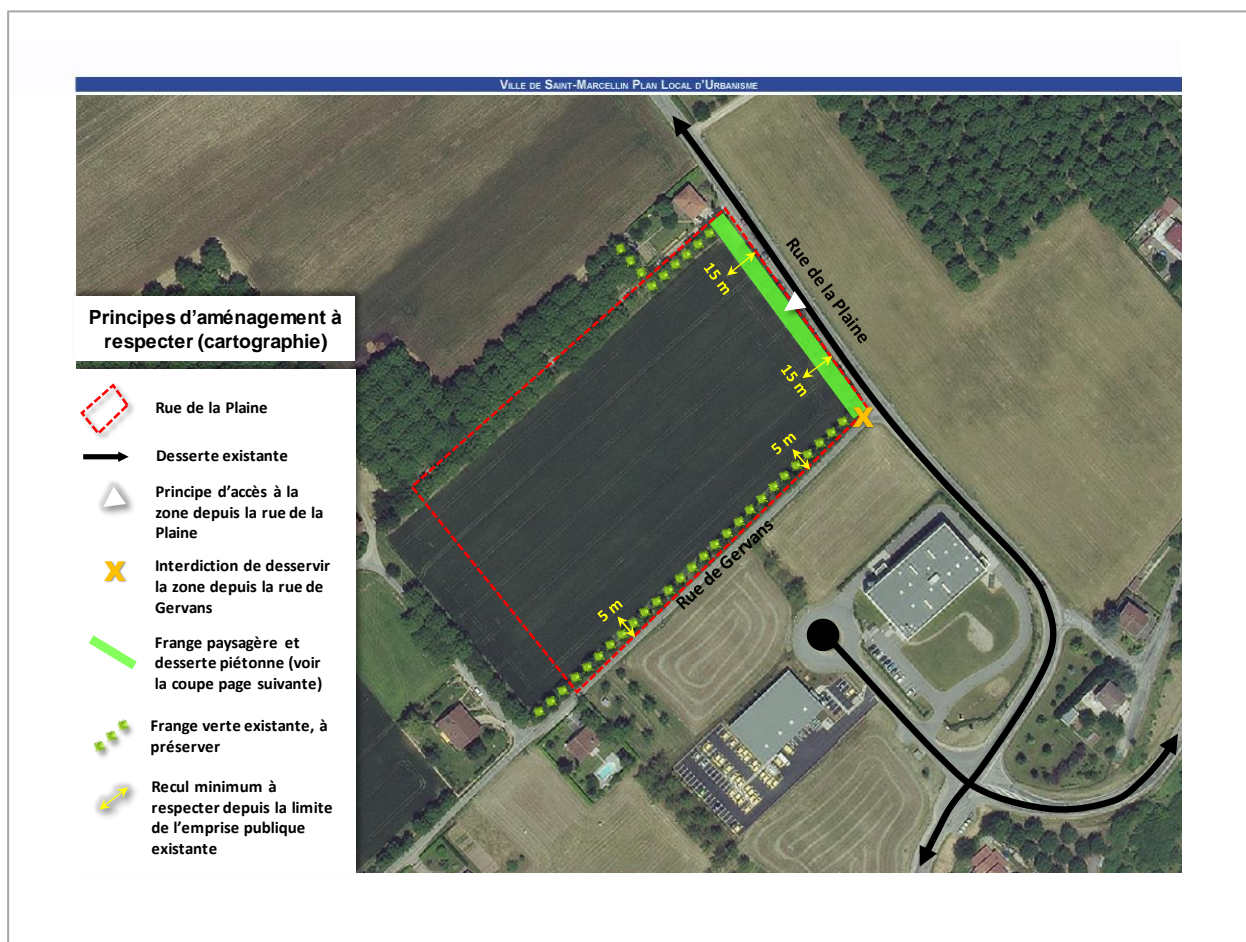 VILLE DE SAINT-MARCELLIN PLAN LOCAL D'URBANISME
Rue de la Plaine
15 m
15 m
5 m
5 m
Rue de Gervans
Principes d'aménagement à
respecter (cartographie)
Rue de la Plaine
Desserte existante
Principe d'accès à la
zone depuis la rue de la
Plaine
X
Interdiction de desservir
la zone depuis la rue de
Gervans
Frange paysagère et
desserte piétonne (voir
la coupe page suivante)
Frange verte existante, à
préserver
Recul minimum à
respecter depuis la limite
de l'emprise publique
existante
X